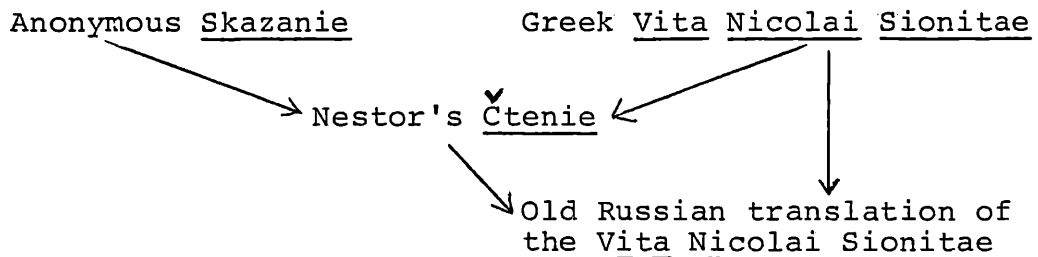 Anonymous Skazanie
Greek Vita Nicolai Sionitae
Nestor's Čtenie
Old Russian translation of
the Vita Nicolai Sionitae